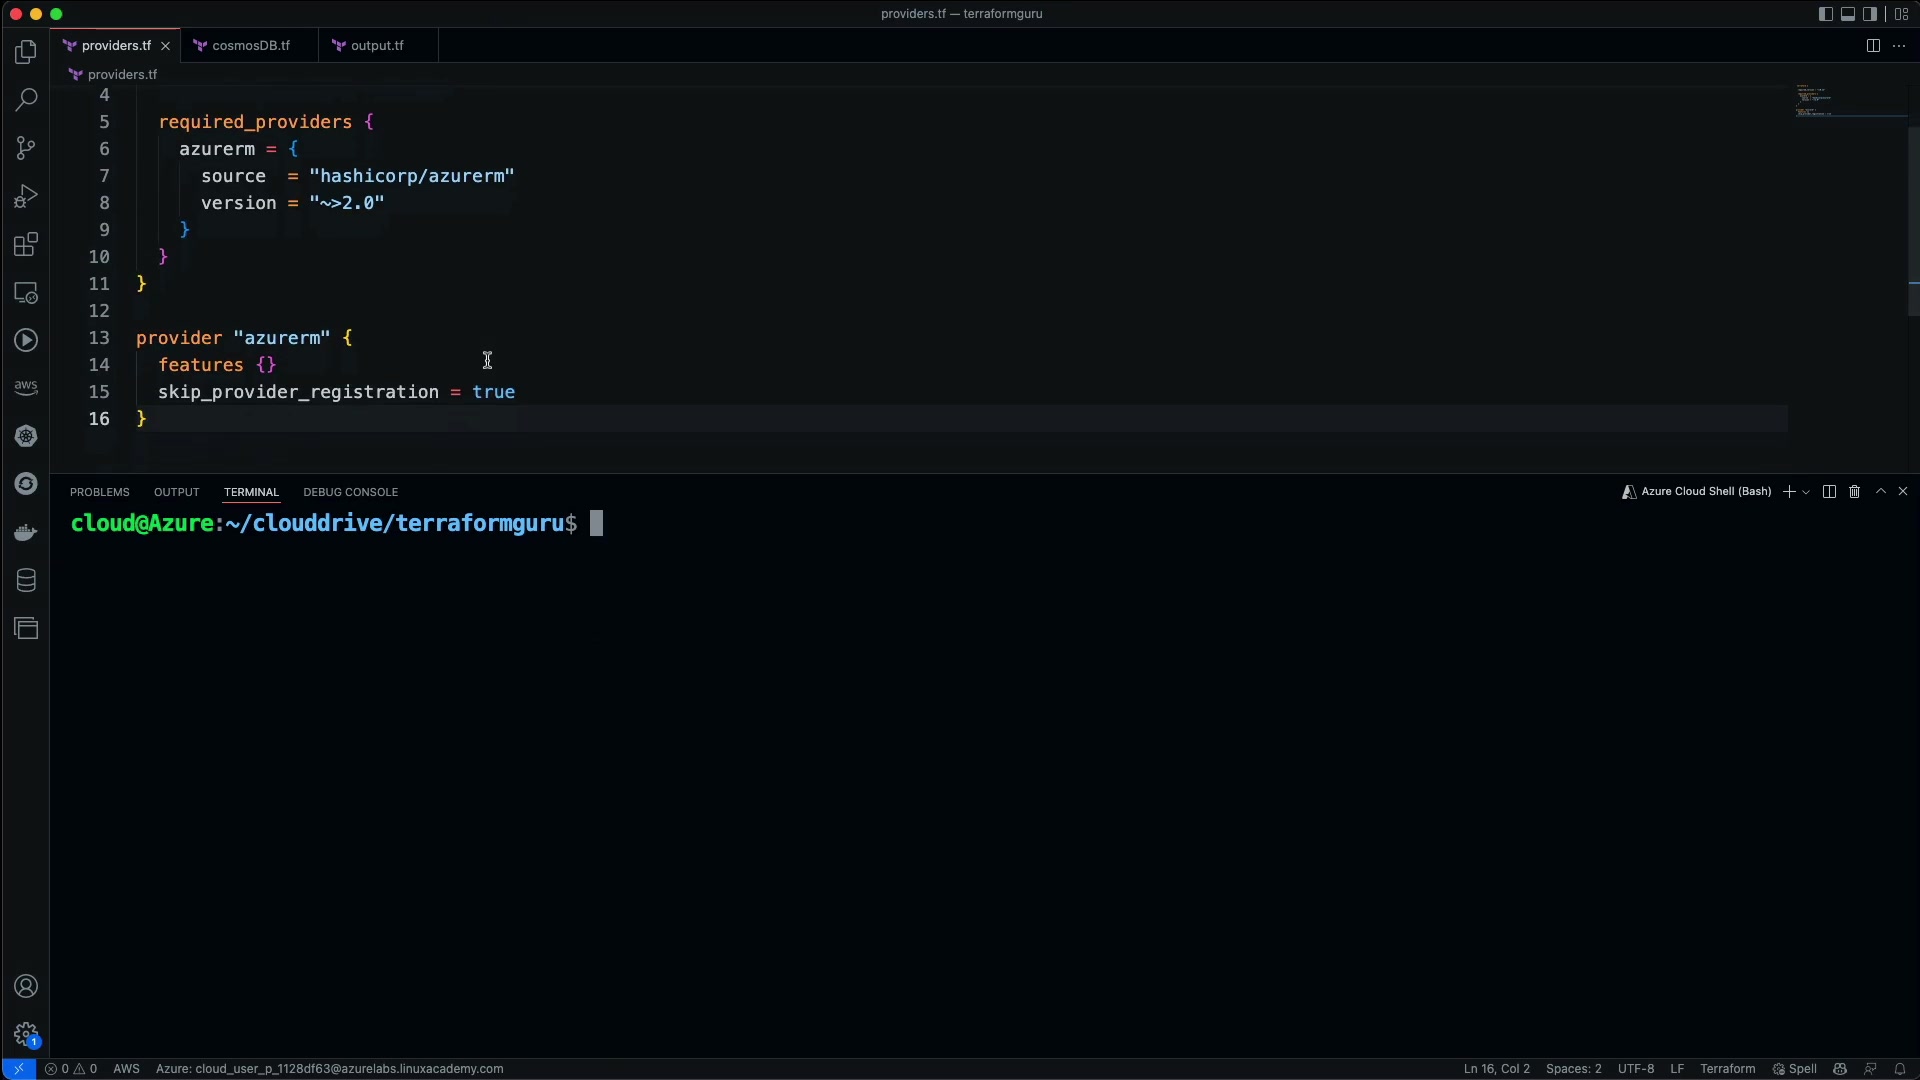 providers.tf — terraformguru
providers.tf
cosmosDB.tf
output.tf
providers.tf
4
5 required_providers {
6 azurerm = {
7 source = "hashicorp/azurerm"
8 version = "~>2.0"
9 }
10 }
11 }
12
13 provider "azurerm" {
14 features {}
15 skip_provider_registration = true
16 }
aws
PROBLEMS OUTPUT TERMINAL DEBUG CONSOLE
Azure Cloud Shell (Bash)
cloud@Azure:~/clouddrive/terraformguru$
1
0 0 AWS Azure: cloud_user_p_1128df63@azurelabs.linuxacademy.com Ln 16, Col 2 Spaces: 2 UTF-8 LF Terraform Spell